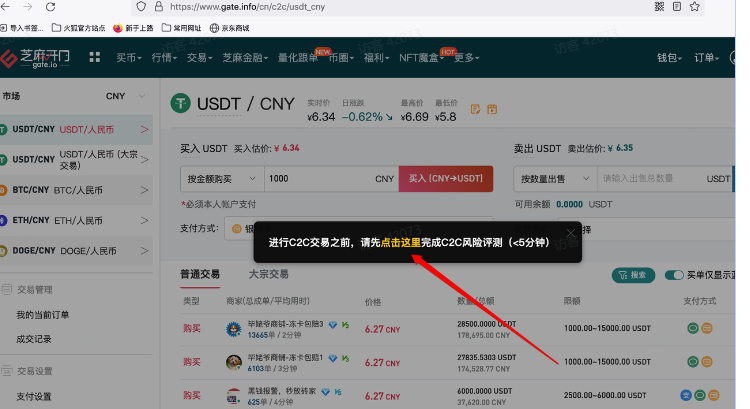 https://www.gate.info/cn/c2c/usdt_cny
导入书签... 火狐官方站点 新手上路 常用网址 京东商城
芝麻开门 gate.io 买币 行情 交易 芝麻金融 量化跟单 NEW 币圈 福利 NFT魔盒 HOT 更多 钱包 订单
市场 CNY
USDT/CNY USDT/人民币
USDT/CNY USDT/人民币 (大宗交易)
BTC/CNY BTC/人民币
ETH/CNY ETH/人民币
DOGE/CNY DOGE/人民币
交易管理
我的当前订单
成交记录
交易设置
支付设置
USDT / CNY
实时价 日涨跌 最高价 最低价
¥6.34 -0.62% ¥6.69 ¥5.8
买入 USDT 买入估价: ¥ 6.34
卖出 USDT 卖出估价: ¥ 6.35
按金额购买 1000 CNY 买入 (CNY→USDT)
按数量出售 请输入出售总数量 USDT
*必须本人账户支付
可用余额 0.0000 USDT
支付方式: 银
择
进行C2C交易之前，请先点击这里完成C2C风险评测（<5分钟）
普通交易 大宗交易
搜索 买单仅显示
类型 商家(总成单/平均用时) 价格 数量/总额 限额 支付方式
购买 毕姥爷商铺-冻卡包赔3 6.27 CNY 28500.0000 USDT 1000.00~15000.00 USDT
13665单 / 2分钟 178,695.00 CNY
购买 毕姥爷商铺-冻卡包赔1 6.27 CNY 27835.5303 USDT 1000.00~15000.00 USDT
6103单 / 3分钟 174,528.77 CNY
购买 黑钱报警，秒放砖家 6.27 CNY 6000.0000 USDT 2500.00~6000.00 USDT
625单 / 4分钟 37,620.00 CNY